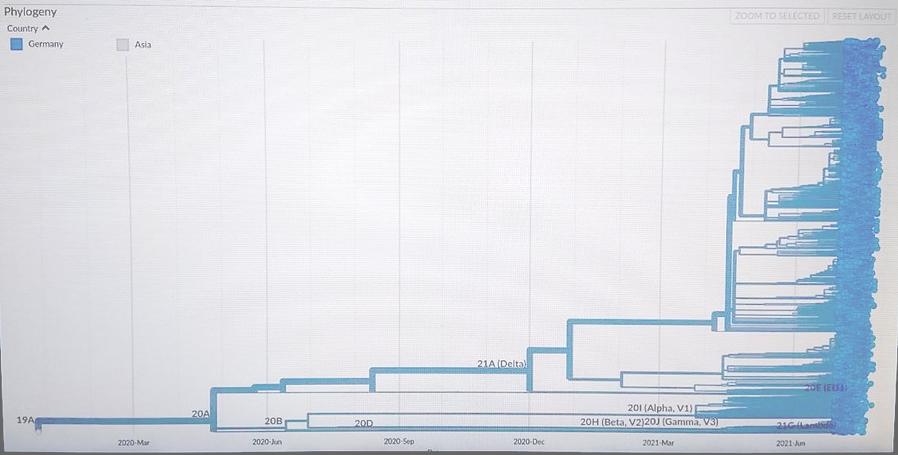 Phylogeny
ZOOM TO SELECTED RESET LAYOUT
Country
Germany Asia
21A (Delta)
20E (EU1)
20I (Alpha, V1)
19A 20A
20B 20D 20H (Beta, V2) 20J (Gamma, V3) 21G (Lambda)
2020-Mar 2020-Jun 2020-Sep 2020-Dec 2021-Mar 2021-Jun